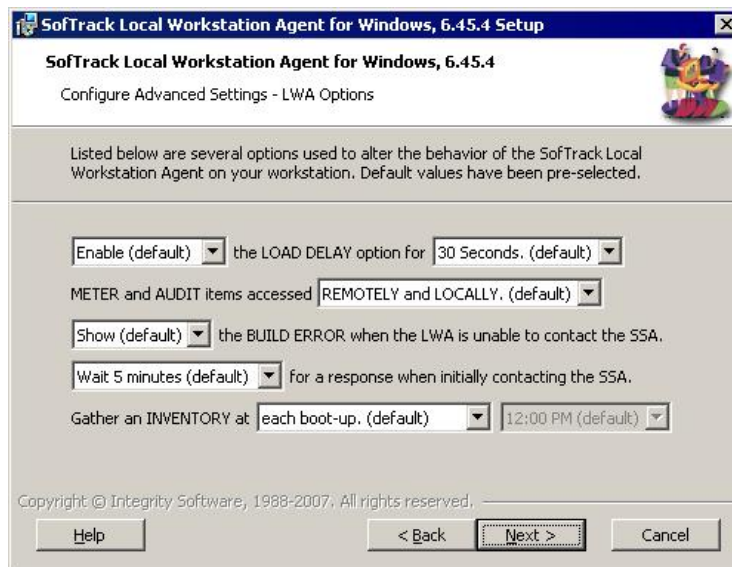 SofTrack Local Workstation Agent for Windows, 6.45.4 Setup
SofTrack Local Workstation Agent for Windows, 6.45.4
Configure Advanced Settings - LWA Options
Listed below are several options used to alter the behavior of the SofTrack Local
Workstation Agent on your workstation. Default values have been pre-selected.
Enable (default) the LOAD DELAY option for 30 Seconds. (default)
METER and AUDIT items accessed REMOTELY and LOCALLY. (default)
Show (default) the BUILD ERROR when the LWA is unable to contact the SSA.
Wait 5 minutes (default) for a response when initially contacting the SSA.
Gather an INVENTORY at each boot-up. (default) 12:00 PM (default)
Copyright © Integrity Software, 1988-2007. All rights reserved.
Help < Back Next > Cancel